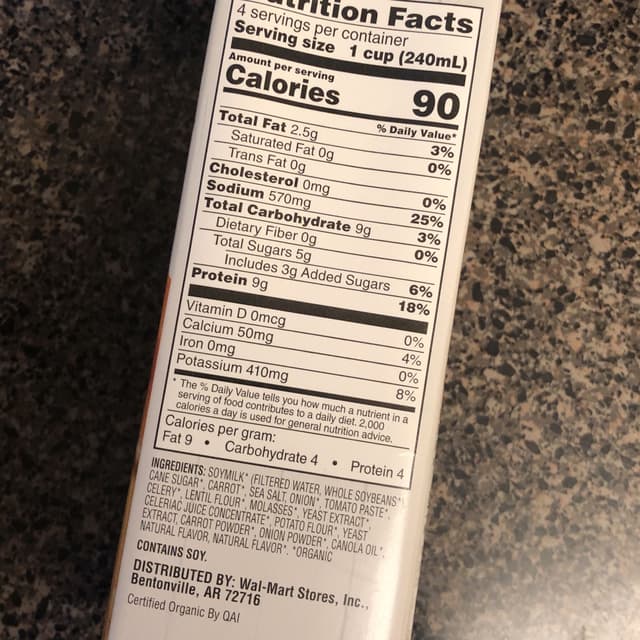 Nutrition Facts
4 servings per container
Serving size 1 cup (240mL)
Amount per serving
Calories 90
% Daily Value*
Total Fat 2.5g 3%
Saturated Fat 0g 0%
Trans Fat 0g
Cholesterol 0mg 0%
Sodium 570mg 25%
Total Carbohydrate 9g 3%
Dietary Fiber 0g 0%
Total Sugars 5g
Includes 3g Added Sugars 6%
Protein 9g 18%
Vitamin D 0mcg 0%
Calcium 50mg 4%
Iron 0mg 0%
Potassium 410mg 8%
* The % Daily Value tells you how much a nutrient in a
serving of food contributes to a daily diet. 2,000
calories a day is used for general nutrition advice.
Calories per gram:
Fat 9 • Carbohydrate 4 • Protein 4
INGREDIENTS: SOYMILK* (FILTERED WATER, WHOLE SOYBEANS*),
CANE SUGAR*, CARROT*, SEA SALT, ONION*, TOMATO PASTE*,
CELERY*, LENTIL FLOUR*, MOLASSES*, YEAST EXTRACT*,
CELERIAC JUICE CONCENTRATE*, POTATO FLOUR*, YEAST
EXTRACT, CARROT POWDER*, ONION POWDER*, CANOLA OIL*,
NATURAL FLAVOR, NATURAL FLAVOR*. *ORGANIC
CONTAINS SOY.
DISTRIBUTED BY: Wal-Mart Stores, Inc.,
Bentonville, AR 72716
Certified Organic By QAI